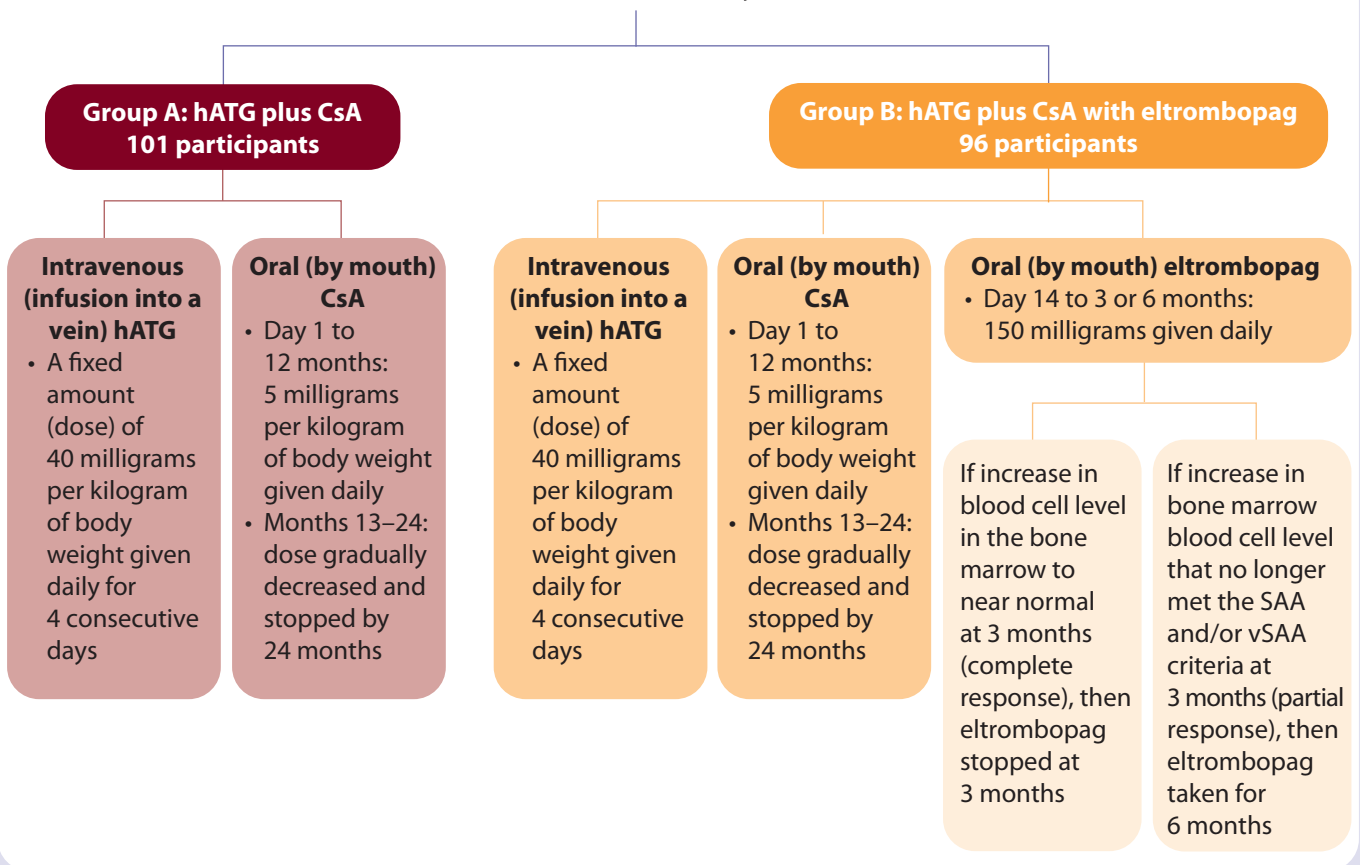 Group A: hATG plus CsA
101 participants
Group B: hATG plus CsA with eltrombopag
96 participants
Intravenous
(infusion into a
vein) hATG
• A fixed
amount
(dose) of
40 milligrams
per kilogram
of body
weight given
daily for
4 consecutive
days
Oral (by mouth)
CsA
• Day 1 to
12 months:
5 milligrams
per kilogram
of body weight
given daily
• Months 13–24:
dose gradually
decreased and
stopped by
24 months
Intravenous
(infusion into a
vein) hATG
• A fixed
amount
(dose) of
40 milligrams
per kilogram
of body
weight given
daily for
4 consecutive
days
Oral (by mouth)
CsA
• Day 1 to
12 months:
5 milligrams
per kilogram
of body weight
given daily
• Months 13–24:
dose gradually
decreased and
stopped by
24 months
Oral (by mouth) eltrombopag
• Day 14 to 3 or 6 months:
150 milligrams given daily
If increase in
blood cell level
in the bone
marrow to
near normal
at 3 months
(complete
response), then
eltrombopag
stopped at
3 months
If increase in
bone marrow
blood cell level
that no longer
met the SAA
and/or vSAA
criteria at
3 months (partial
response), then
eltrombopag
taken for
6 months